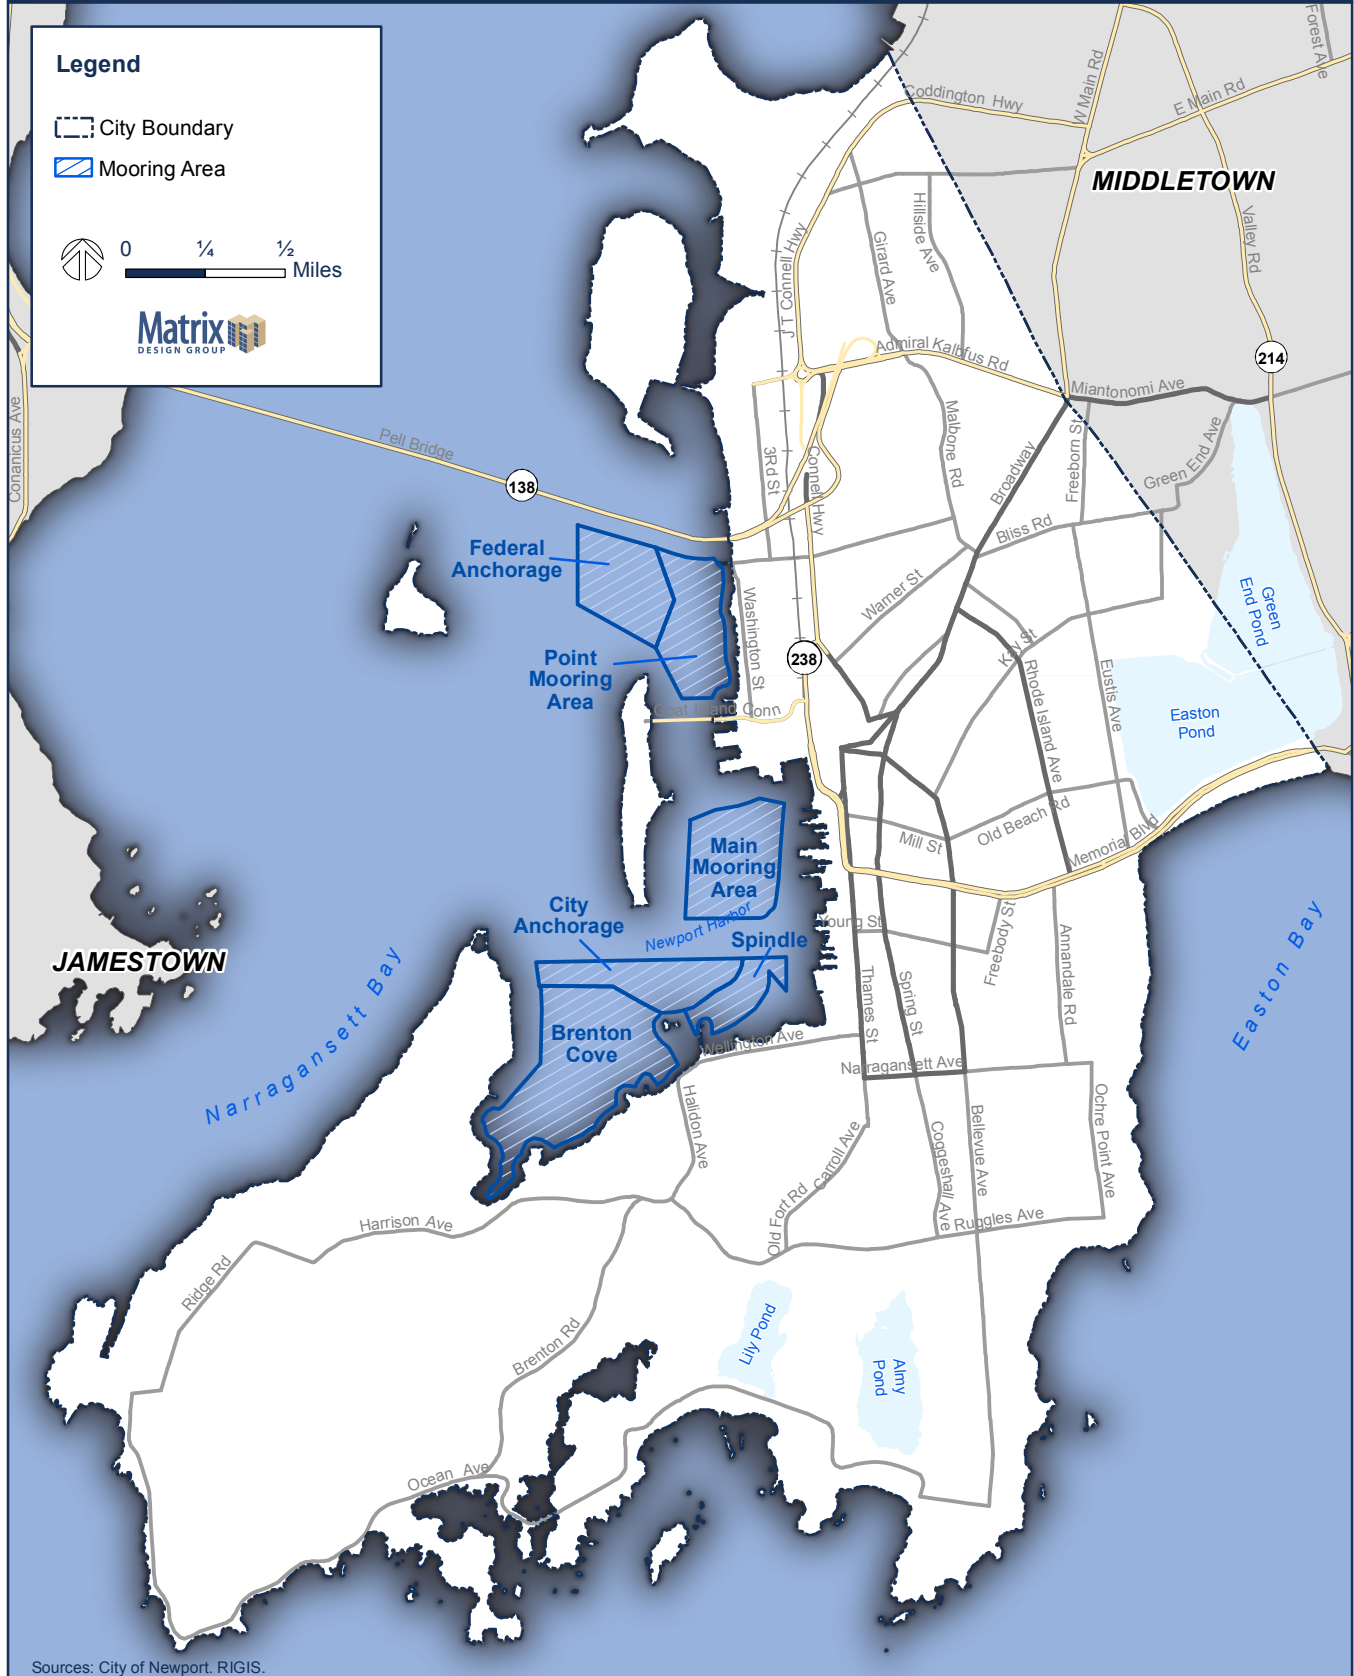 Legend
City Boundary
Mooring Area
0 ¼ ½
Miles
Matrix
DESIGN GROUP
Forest Ave
W Main Rd
E Main Rd
Coddington Hwy
MIDDLETOWN
Hillside Ave
Girard Ave
Valley Rd
J T Connell Hwy
Admiral Kalbfus Rd
214
Miantonomi Ave
Conanicus Ave
Pell Bridge
138
3Rd St
Connell Hwy
Malbone Rd
Broadway
Freeborn St
Green End Ave
Bliss Rd
Federal
Anchorage
Warner St
Washington St
Green
End Pond
Point
Mooring
Area
238
Kay St
Rhode Island Ave
Eustis Ave
Goat Island Conn
Easton
Pond
Main
Mooring
Area
Mill St
Old Beach Rd
Memorial Blvd
City
Anchorage
Newport Harbor
Spindle
Young St
Freebody St
Annandale Rd
Easton Bay
JAMESTOWN
Narragansett Bay
Thames St
Spring St
Brenton
Cove
Wellington Ave
Narragansett Ave
Halidon Ave
Carroll Ave
Coggeshall Ave
Bellevue Ave
Ochre Point Ave
Old Fort Rd
Ruggles Ave
Harrison Ave
Ridge Rd
Brenton Rd
Lily Pond
Almy
Pond
Ocean Ave
Sources: City of Newport. RIGIS.